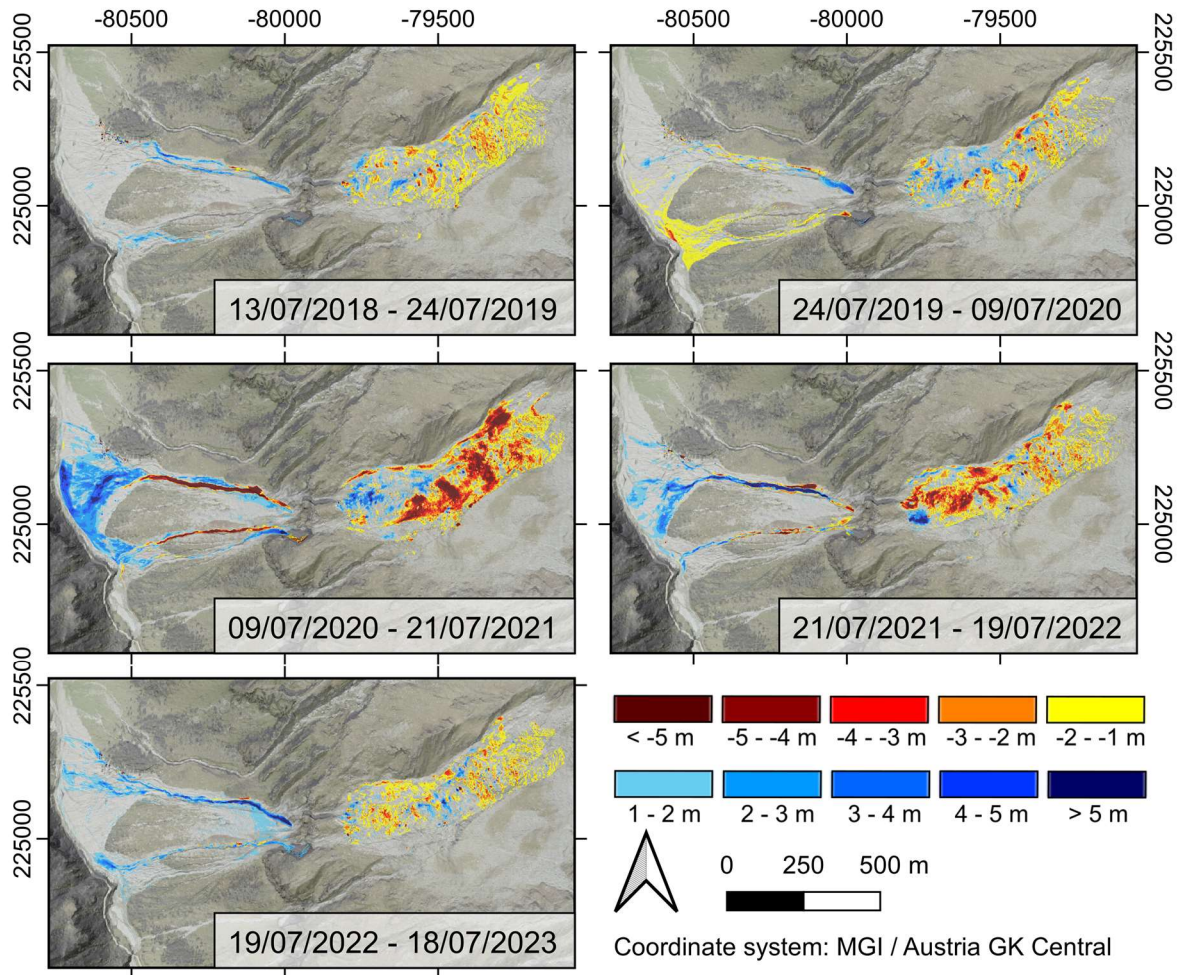 -80500 -80000 -79500 -80500 -80000 -79500
225500 225500
225000 225000
13/07/2018 - 24/07/2019 24/07/2019 - 09/07/2020
225500 225500
225000 225000
09/07/2020 - 21/07/2021 21/07/2021 - 19/07/2022
225500
225000
19/07/2022 - 18/07/2023
< -5 m -5 - -4 m -4 - -3 m -3 - -2 m -2 - -1 m
1 - 2 m 2 - 3 m 3 - 4 m 4 - 5 m > 5 m
0 250 500 m
Coordinate system: MGI / Austria GK Central